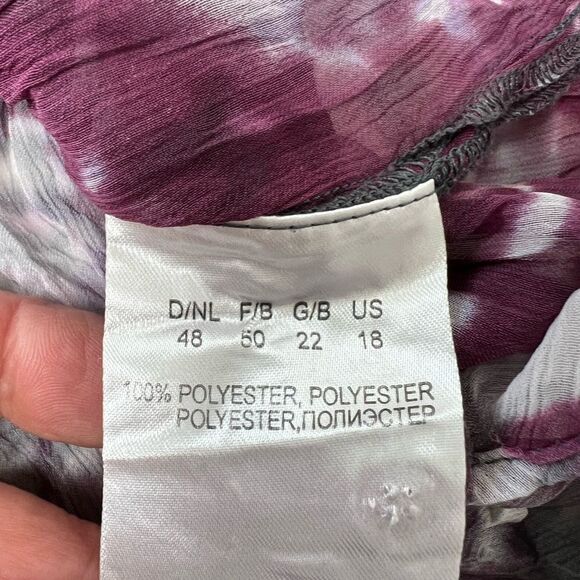 D/NL F/B G/B US
48 50 22 18
100% POLYESTER, POLYESTER
POLYESTER,ПОЛИЭСТЕР